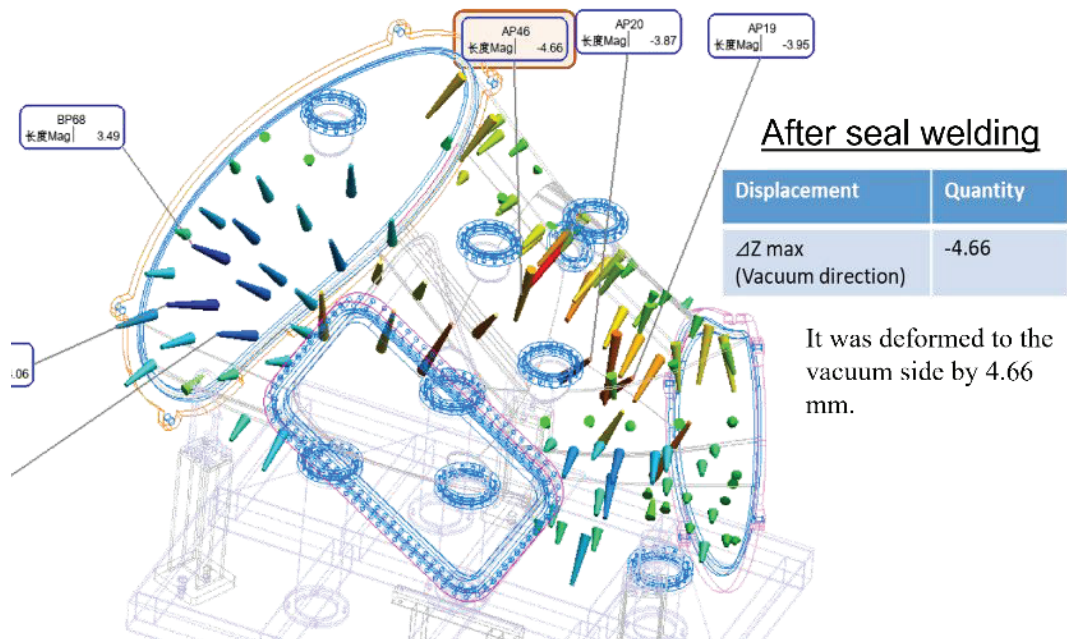 AP46
长度Mag -4.66
AP20
长度Mag -3.87
AP19
长度Mag -3.95
BP68
长度Mag 3.49
After seal welding
Displacement Quantity
⊿Z max -4.66
(Vacuum direction)
It was deformed to the
vacuum side by 4.66
mm.
.06